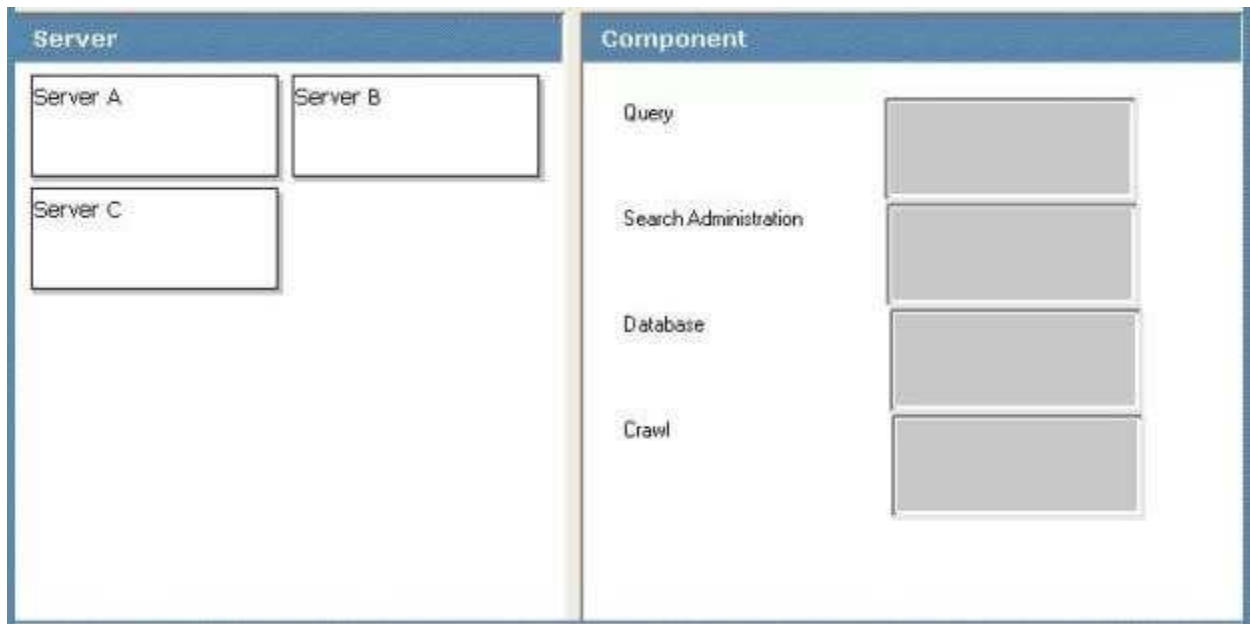 Server
Server A
Server B
Server C
Component
Query
Search Administration
Database
Crawl